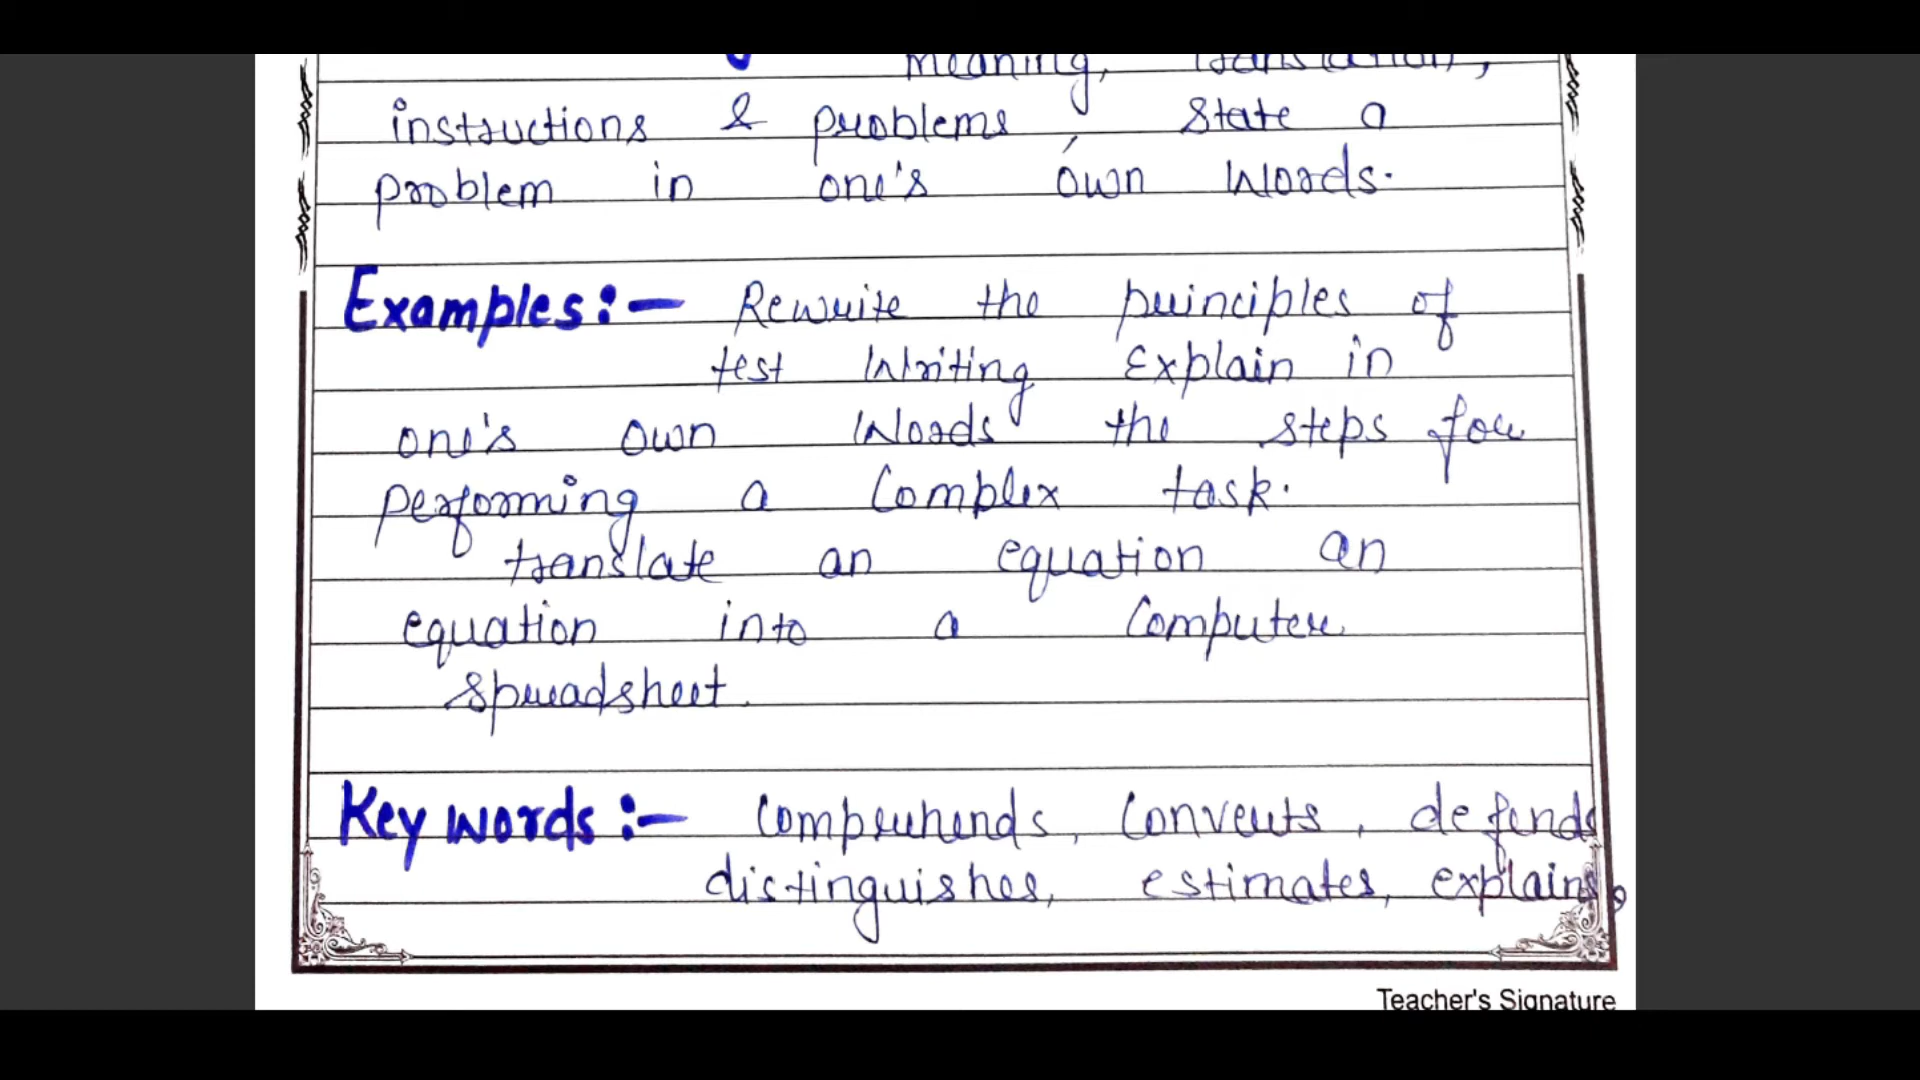 meaning, translation,
instructions & problems, State a
problem in one's own words.
Examples:- Rewrite the principles of
test writing Explain in
one's own words the steps for
performing a complex task.
translate an equation an
equation into a computer
spreadsheet.
Key words:- Comprehends, Converts, defends
distinguishes, estimates, explains,
Teacher's Signature